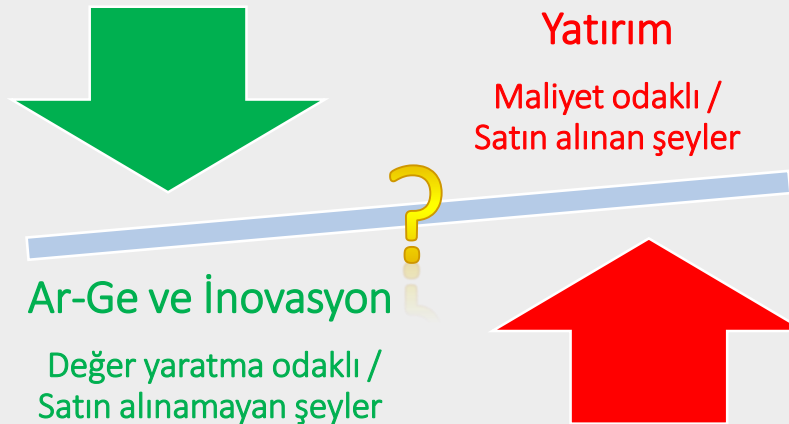 Yatırım
Maliyet odaklı /
Satın alınan şeyler
?
Ar-Ge ve İnovasyon
Değer yaratma odaklı /
Satın alınamayan şeyler